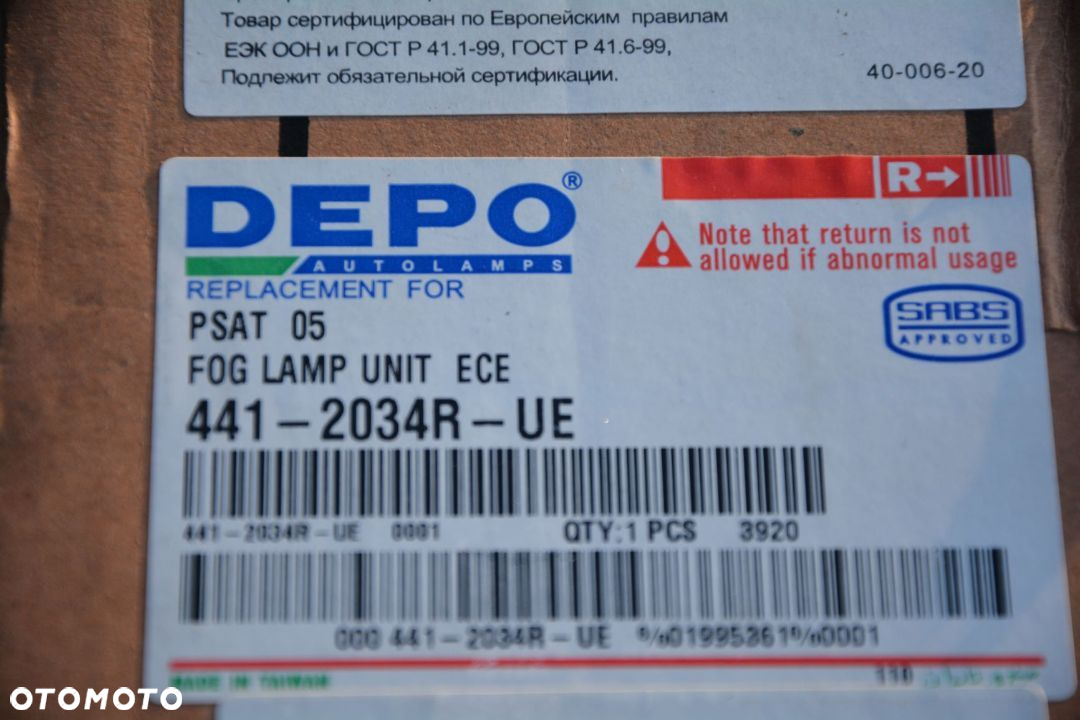 Товар сертифицирован по Европейским правилам
ЕЭК ООН и ГОСТ Р 41.1-99, ГОСТ Р 41.6-99,
Подлежит обязательной сертификации.
40-006-20
DEPO®
AUTOLAMPS
R→
Note that return is not
allowed if abnormal usage
REPLACEMENT FOR
PSAT 05
FOG LAMP UNIT ECE
SABS
APPROVED
441-2034R-UE
441-2034R-UE 0001 QTY:1 PCS 3920
000 441-2034R-UE %01995361%0001
MADE IN TAIWAN
110
OTOMOTO